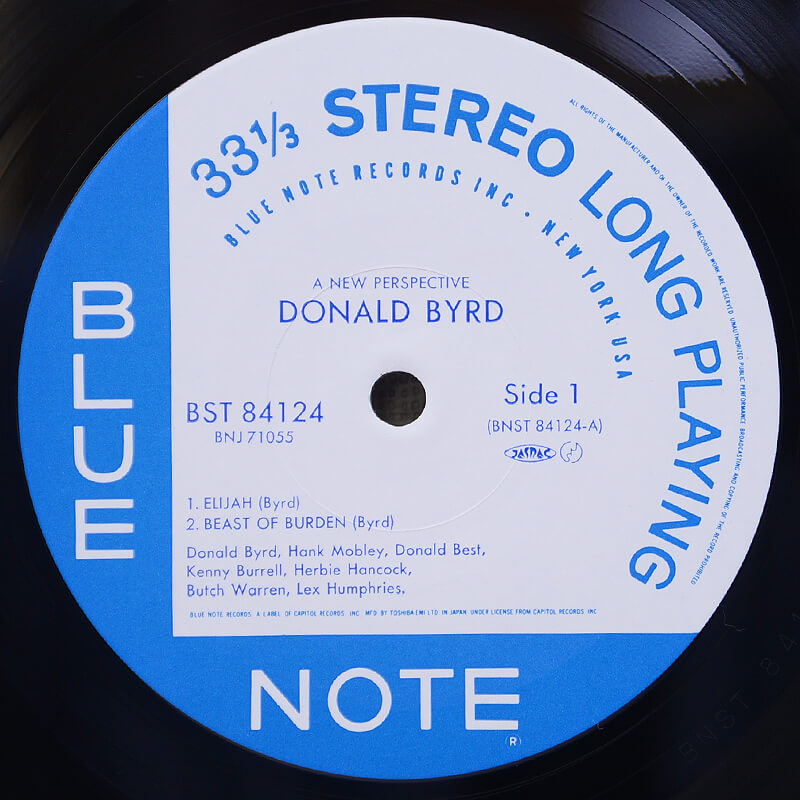 33⅓ STEREO LONG PLAYING
BLUE NOTE RECORDS INC • NEW YORK USA
ALL RIGHTS OF THE MANUFACTURER AND OF THE OWNER OF THE RECORDED WORK ARE RESERVED. UNAUTHORIZED PUBLIC PERFORMANCE BROADCASTING AND COPYING OF THE RECORD PROHIBITED
A NEW PERSPECTIVE
DONALD BYRD
BST 84124
BNJ 71055
Side 1
(BNST 84124-A)
JASRAC
1. ELIJAH (Byrd)
2. BEAST OF BURDEN (Byrd)
Donald Byrd, Hank Mobley, Donald Best,
Kenny Burrell, Herbie Hancock,
Butch Warren, Lex Humphries.
BLUE NOTE RECORDS, A LABEL OF CAPITOL RECORDS, INC. MFD BY TOSHIBA-EMI LTD. IN JAPAN UNDER LICENSE FROM CAPITOL RECORDS, INC
BLUE
NOTE
®
BNST 841